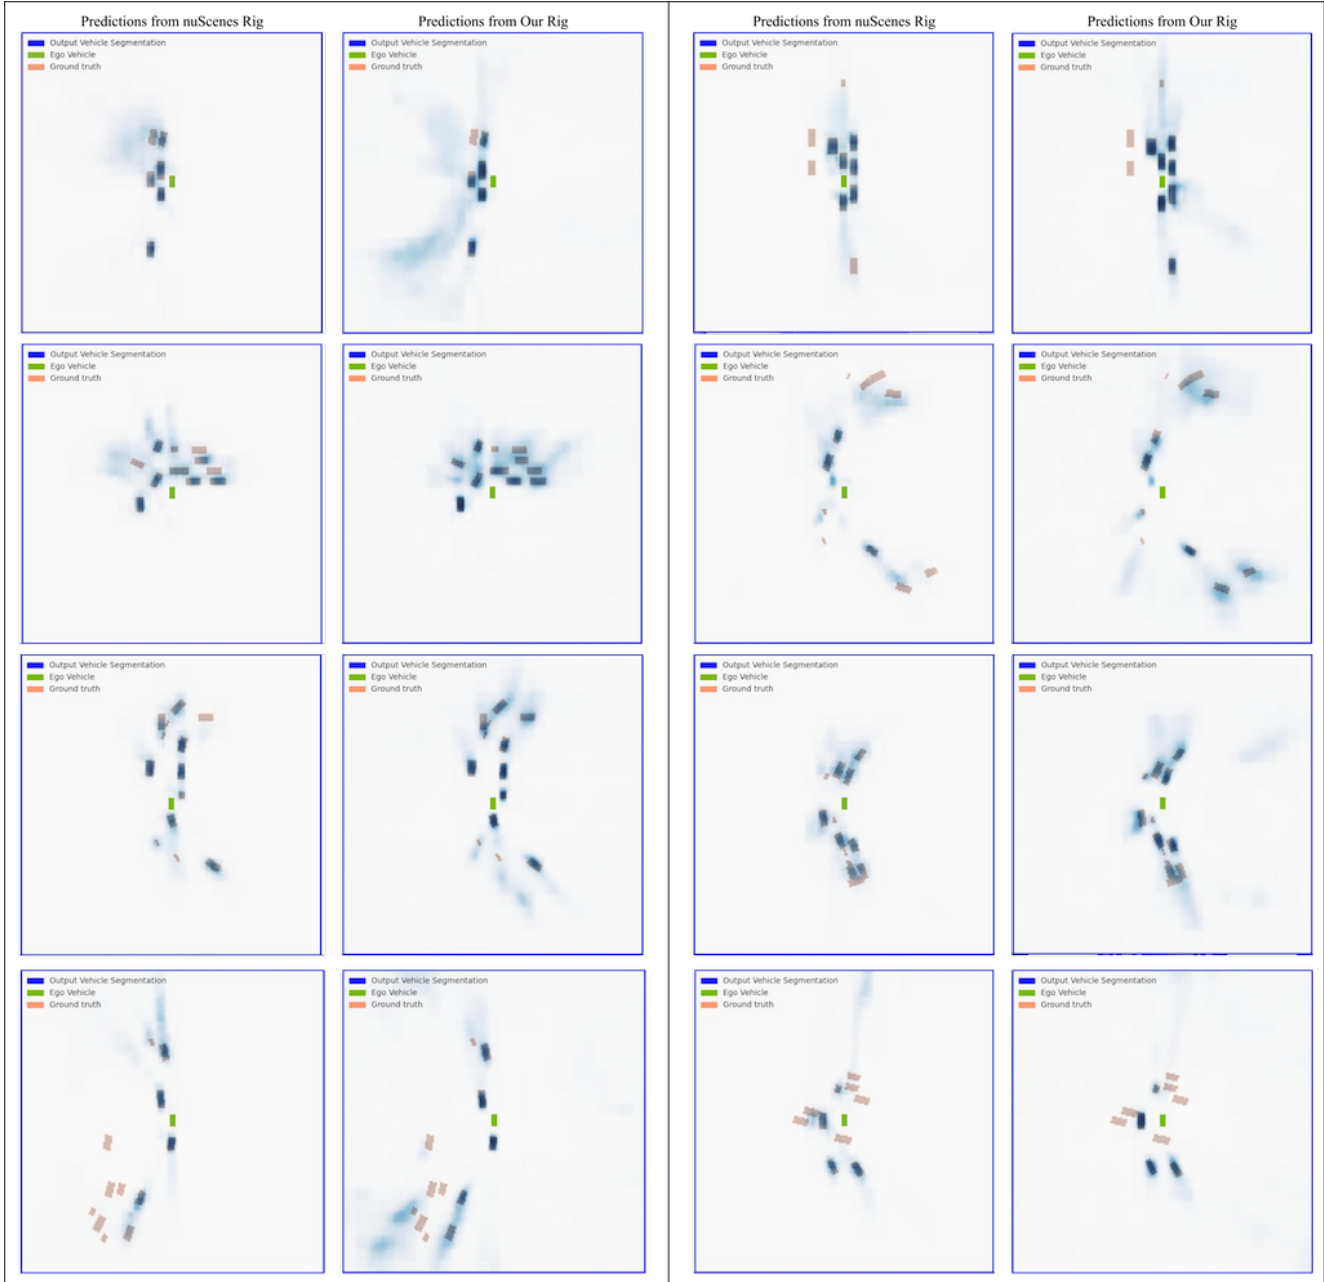 Predictions from nuScenes Rig
Predictions from Our Rig
Predictions from nuScenes Rig
Predictions from Our Rig
Output Vehicle Segmentation
Ego Vehicle
Ground truth
Output Vehicle Segmentation
Ego Vehicle
Ground truth
Output Vehicle Segmentation
Ego Vehicle
Ground truth
Output Vehicle Segmentation
Ego Vehicle
Ground truth
Output Vehicle Segmentation
Ego Vehicle
Ground truth
Output Vehicle Segmentation
Ego Vehicle
Ground truth
Output Vehicle Segmentation
Ego Vehicle
Ground truth
Output Vehicle Segmentation
Ego Vehicle
Ground truth
Output Vehicle Segmentation
Ego Vehicle
Ground truth
Output Vehicle Segmentation
Ego Vehicle
Ground truth
Output Vehicle Segmentation
Ego Vehicle
Ground truth
Output Vehicle Segmentation
Ego Vehicle
Ground truth
Output Vehicle Segmentation
Ego Vehicle
Ground truth
Output Vehicle Segmentation
Ego Vehicle
Ground truth
Output Vehicle Segmentation
Ego Vehicle
Ground truth
Output Vehicle Segmentation
Ego Vehicle
Ground truth